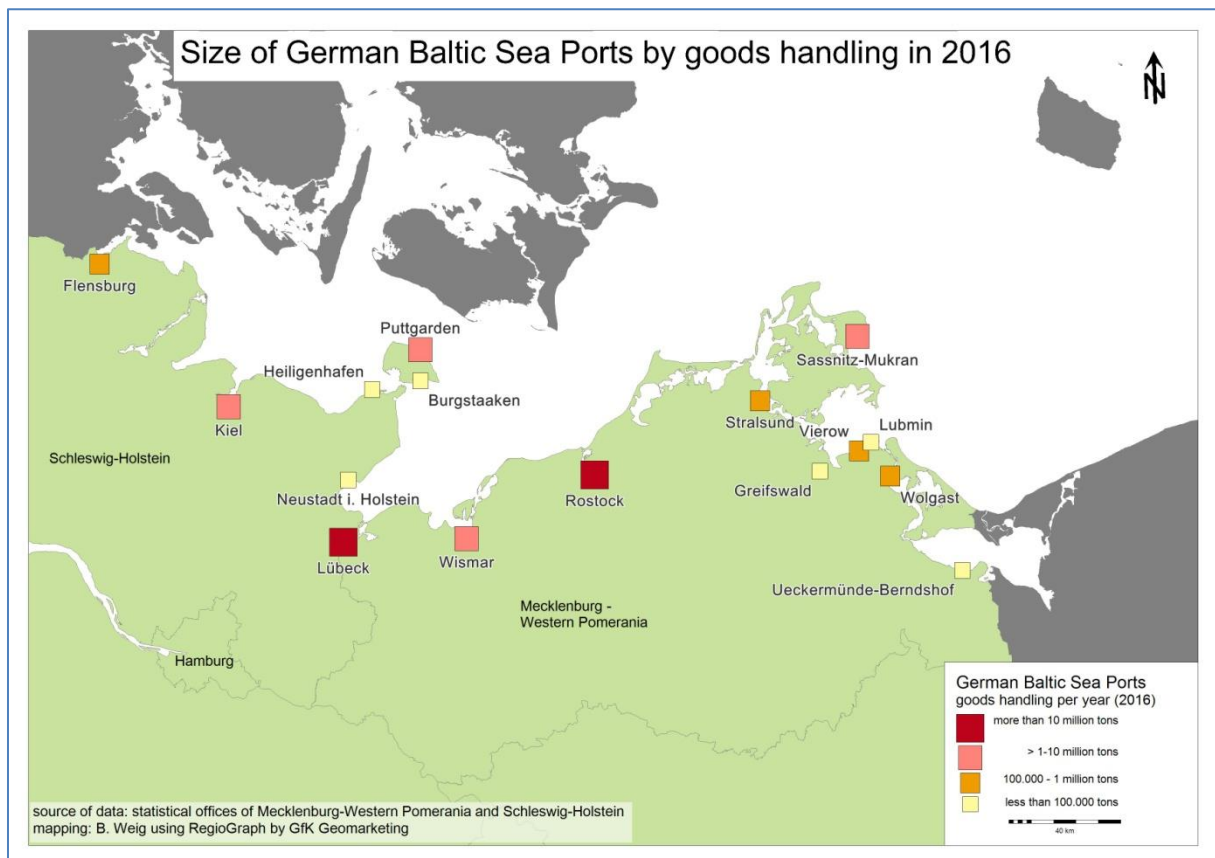 Size of German Baltic Sea Ports by goods handling in 2016
N
Flensburg
Puttgarden
Heiligenhafen
Burgstaaken
Kiel
Schleswig-Holstein
Neustadt i. Holstein
Lübeck
Wismar
Rostock
Sassnitz-Mukran
Stralsund
Vierow
Lubmin
Greifswald
Wolgast
Ueckermünde-Berndshof
Mecklenburg -
Western Pomerania
Hamburg
German Baltic Sea Ports
goods handling per year (2016)
more than 10 million tons
> 1-10 million tons
100.000 - 1 million tons
less than 100.000 tons
40 km
source of data: statistical offices of Mecklenburg-Western Pomerania and Schleswig-Holstein
mapping: B. Weig using RegioGraph by GfK Geomarketing